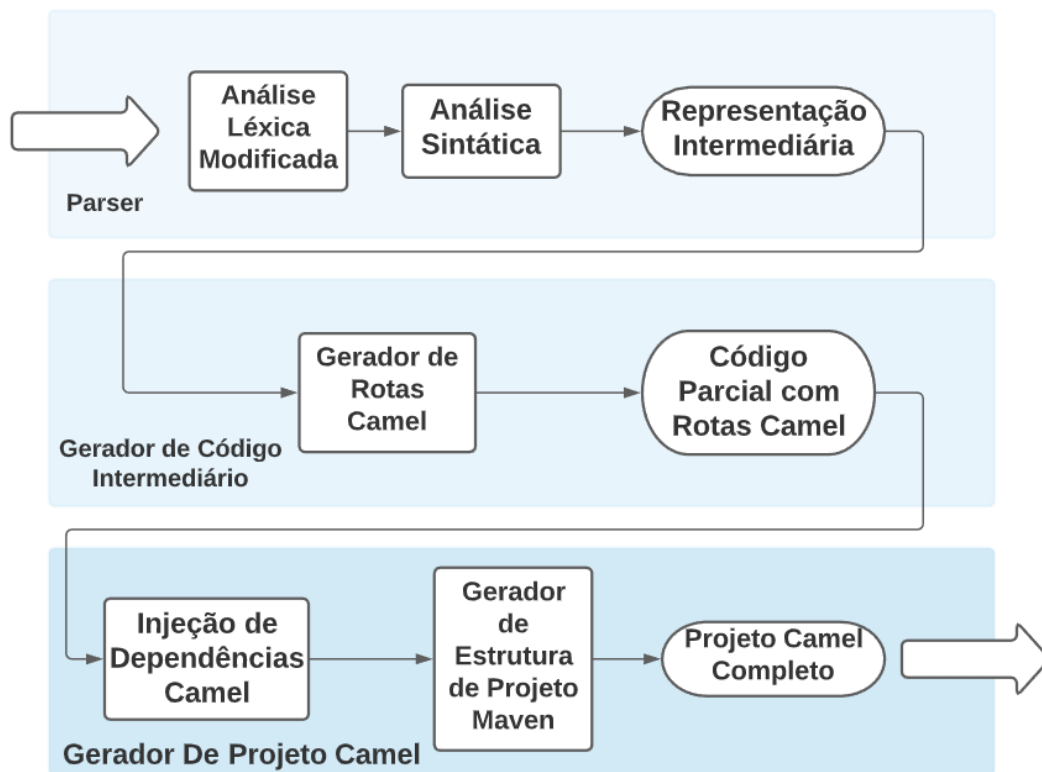 Análise
Léxica
Modificada
Análise
Sintática
Representação
Intermediária
Parser
Gerador de
Rotas
Camel
Código
Parcial com
Rotas Camel
Gerador de Código
Intermediário
Injeção de
Dependências
Camel
Gerador
de
Estrutura
de Projeto
Maven
Projeto Camel
Completo
Gerador De Projeto Camel